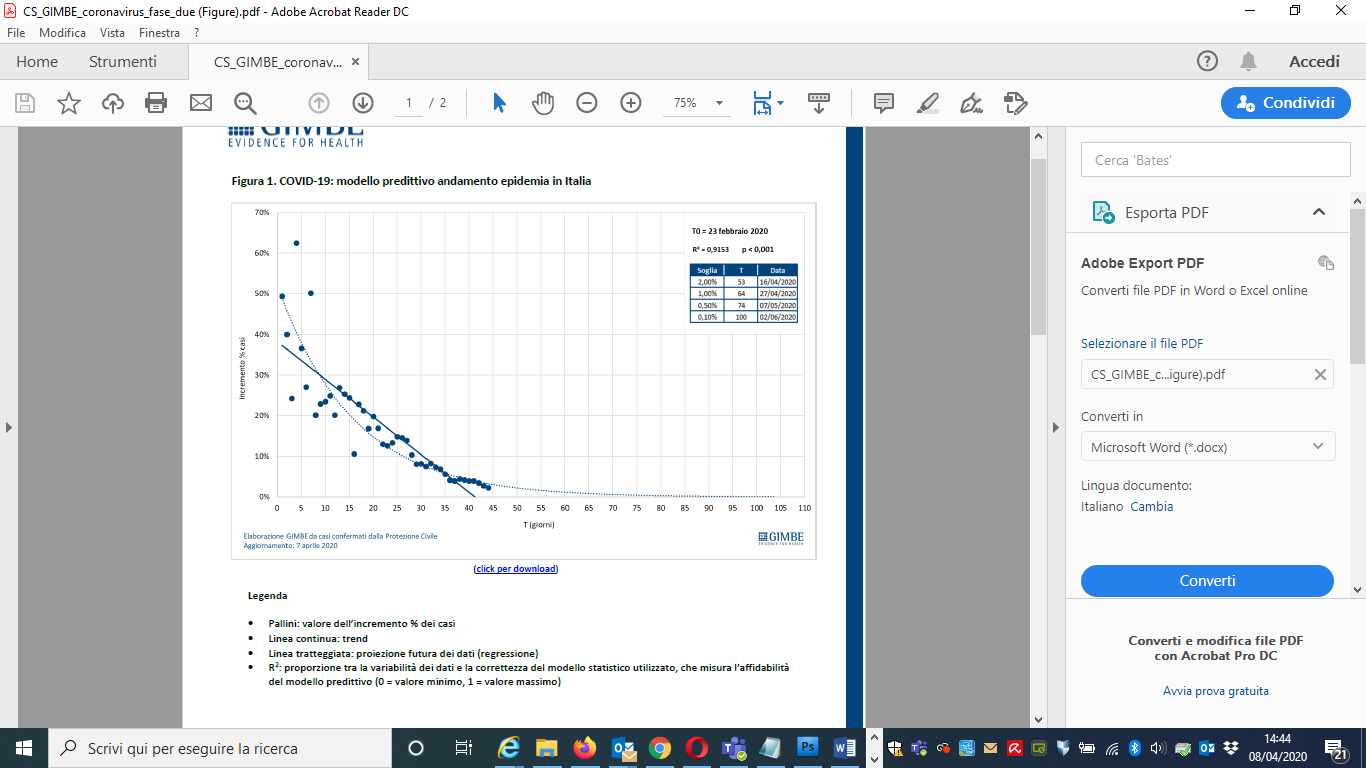 CS_GIMBE_coronavirus_fase_due (Figure).pdf - Adobe Acrobat Reader DC
File Modifica Vista Finestra ?
Home Strumenti CS_GIMBE_coronav... × Accedi
1 / 2 75% Condividi
GIMBE
EVIDENCE FOR HEALTH
Figura 1. COVID-19: modello predittivo andamento epidemia in Italia
70%
60%
50%
40%
30%
20%
10%
0%
Incremento % casi
T0 = 23 febbraio 2020
R² = 0,9153 p < 0,001
Soglia T Data
2,00% 53 16/04/2020
1,00% 64 27/04/2020
0,50% 74 07/05/2020
0,10% 100 02/06/2020
0 5 10 15 20 25 30 35 40 45 50 55 60 65 70 75 80 85 90 95 100 105 110
T (giorni)
Elaborazione GIMBE da casi confermati dalla Protezione Civile
Aggiornamento: 7 aprile 2020
GIMBE
EVIDENCE FOR HEALTH
(click per download)
Legenda
• Pallini: valore dell'incremento % dei casi
• Linea continua: trend
• Linea tratteggiata: proiezione futura dei dati (regressione)
• R²: proporzione tra la variabilità dei dati e la correttezza del modello statistico utilizzato, che misura l'affidabilità
del modello predittivo (0 = valore minimo, 1 = valore massimo)
Cerca 'Bates'
Esporta PDF
Adobe Export PDF
Converti file PDF in Word o Excel online
Selezionare il file PDF
CS_GIMBE_c...igure).pdf
Converti in
Microsoft Word (*.docx)
Lingua documento:
Italiano Cambia
Converti
Converti e modifica file PDF
con Acrobat Pro DC
Avvia prova gratuita
Scrivi qui per eseguire la ricerca
14:44
08/04/2020
21